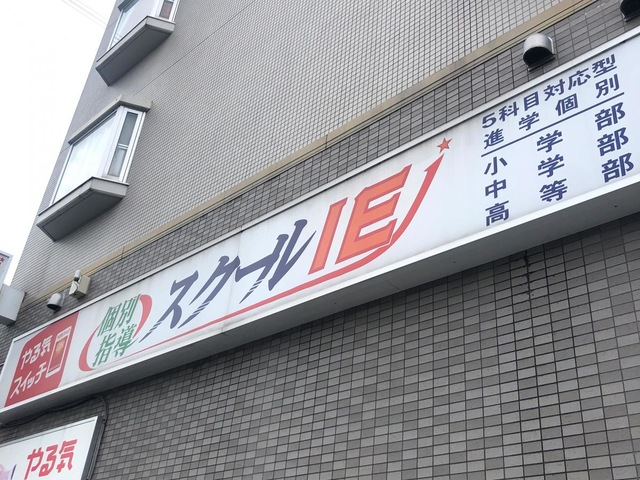 やる気
スイッチ
個別
指導
スクールIE
5科目対応型
進学個別
小学部
中学部
高等部
やる気